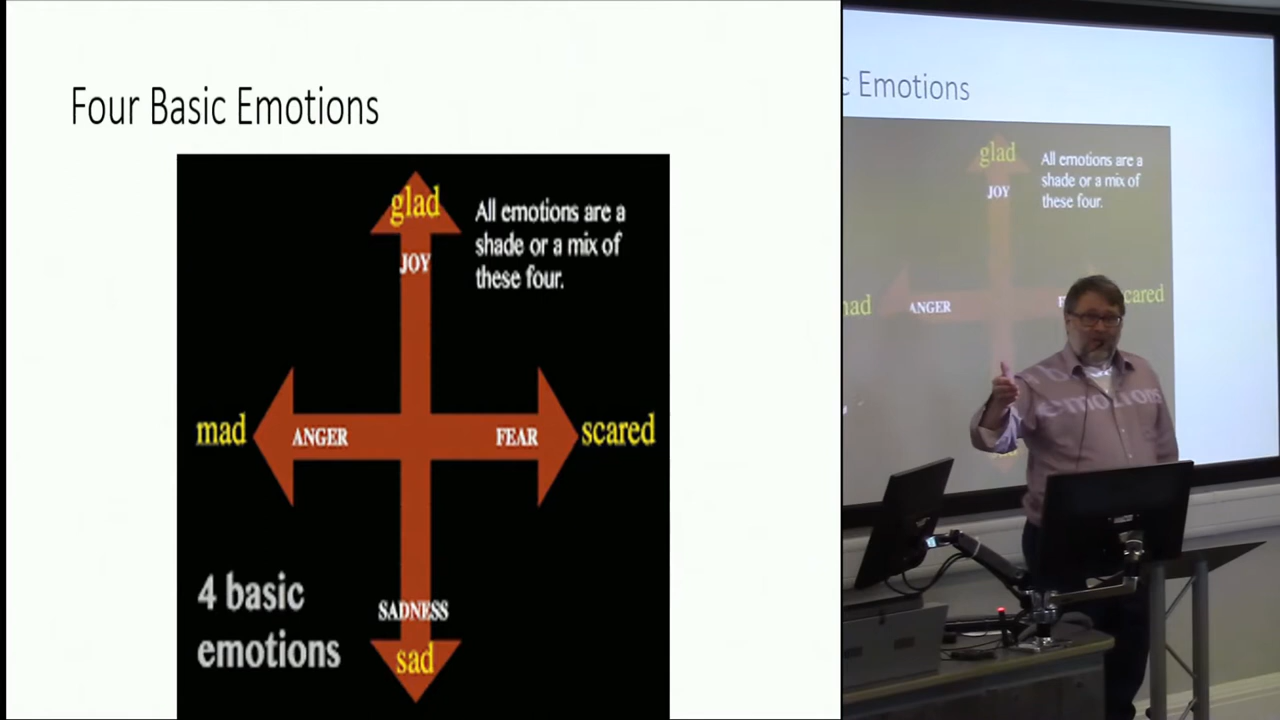 Four Basic Emotions
glad
JOY
All emotions are a
shade or a mix of
these four.
mad
ANGER
FEAR
scared
4 basic
emotions
SADNESS
sad
c Emotions
glad
JOY
All emotions are a
shade or a mix of
these four.
ANGER
emotions